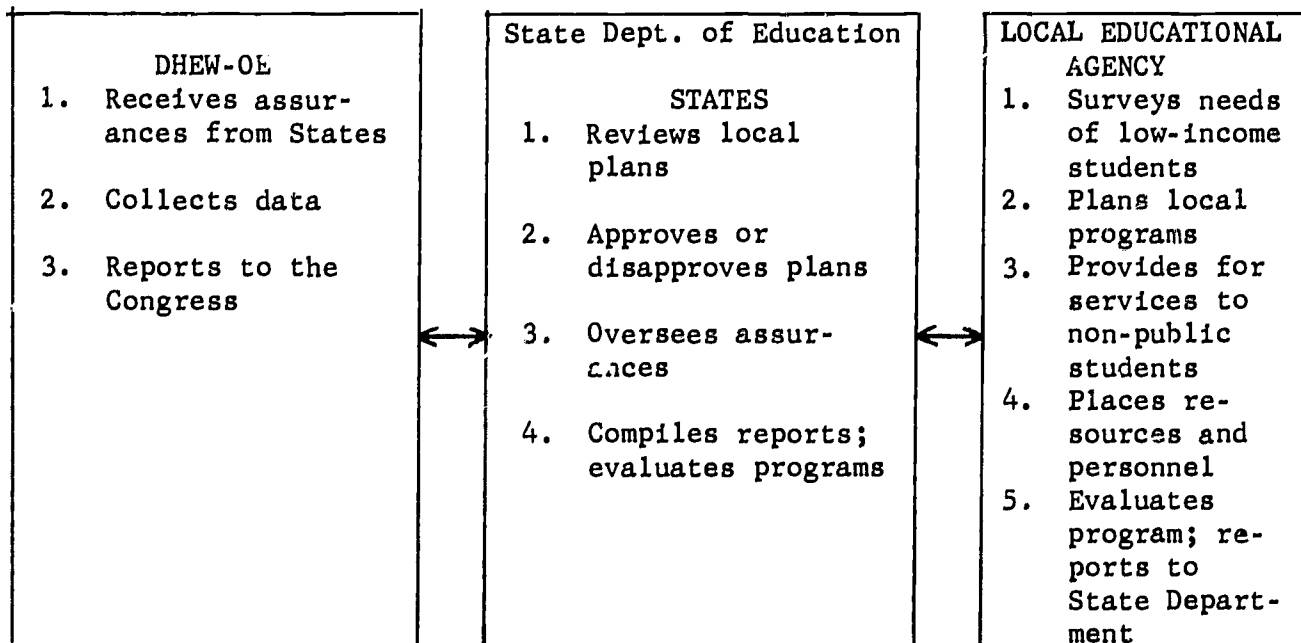 DHEW-OE
1. Receives assur-
ances from States
2. Collects data
3. Reports to the
Congress
State Dept. of Education
STATES
1. Reviews local
plans
2. Approves or
disapproves plans
3. Oversees assur-
ances
4. Compiles reports;
evaluates programs
LOCAL EDUCATIONAL
AGENCY
1. Surveys needs
of low-income
students
2. Plans local
programs
3. Provides for
services to
non-public
students
4. Places re-
sources and
personnel
5. Evaluates
program; re-
ports to
State Depart-
ment